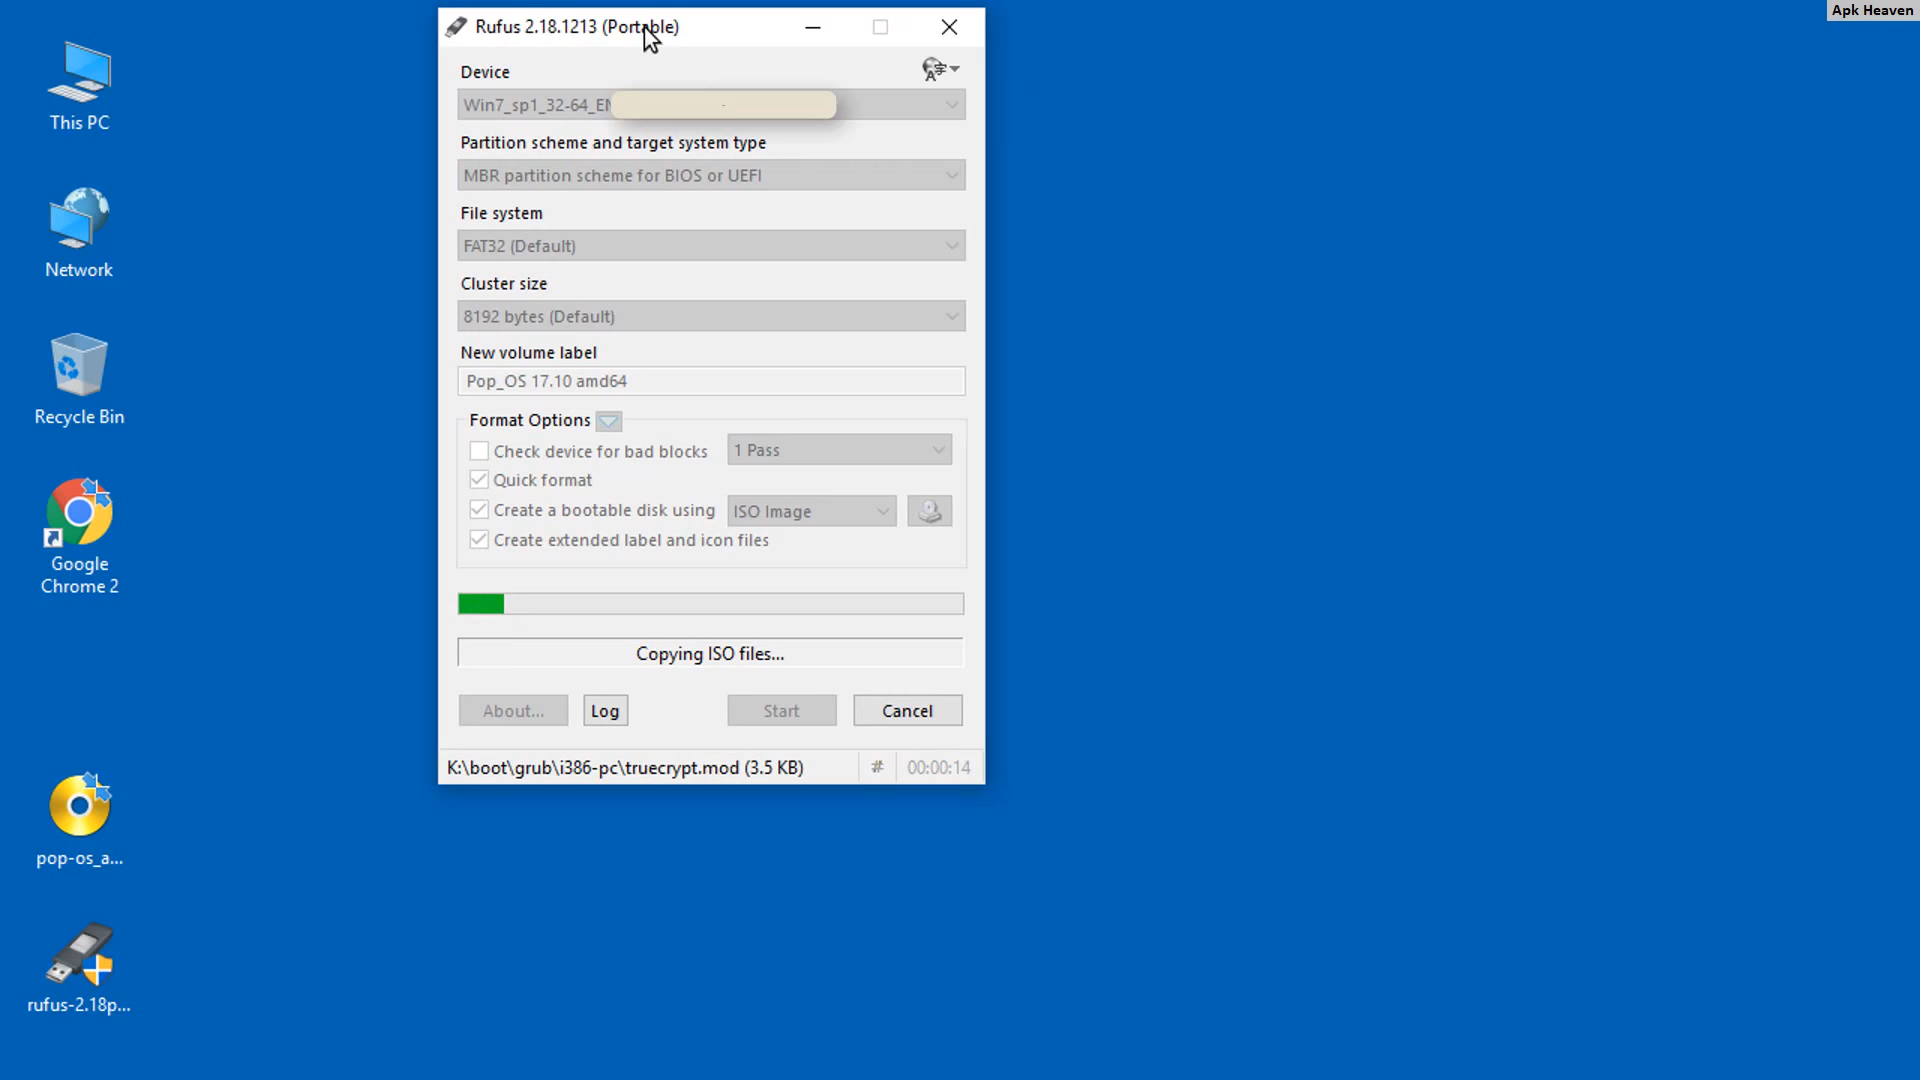 Apk Heaven
This PC
Network
Recycle Bin
Google
Chrome 2
pop-os_a...
rufus-2.18p...
Rufus 2.18.1213 (Portable)
Device
Win7_sp1_32-64_EN
Partition scheme and target system type
MBR partition scheme for BIOS or UEFI
File system
FAT32 (Default)
Cluster size
8192 bytes (Default)
New volume label
Pop_OS 17.10 amd64
Format Options
Check device for bad blocks
1 Pass
Quick format
Create a bootable disk using
ISO Image
Create extended label and icon files
Copying ISO files...
About...
Log
Start
Cancel
K:\boot\grub\i386-pc\truecrypt.mod (3.5 KB)
#
00:00:14